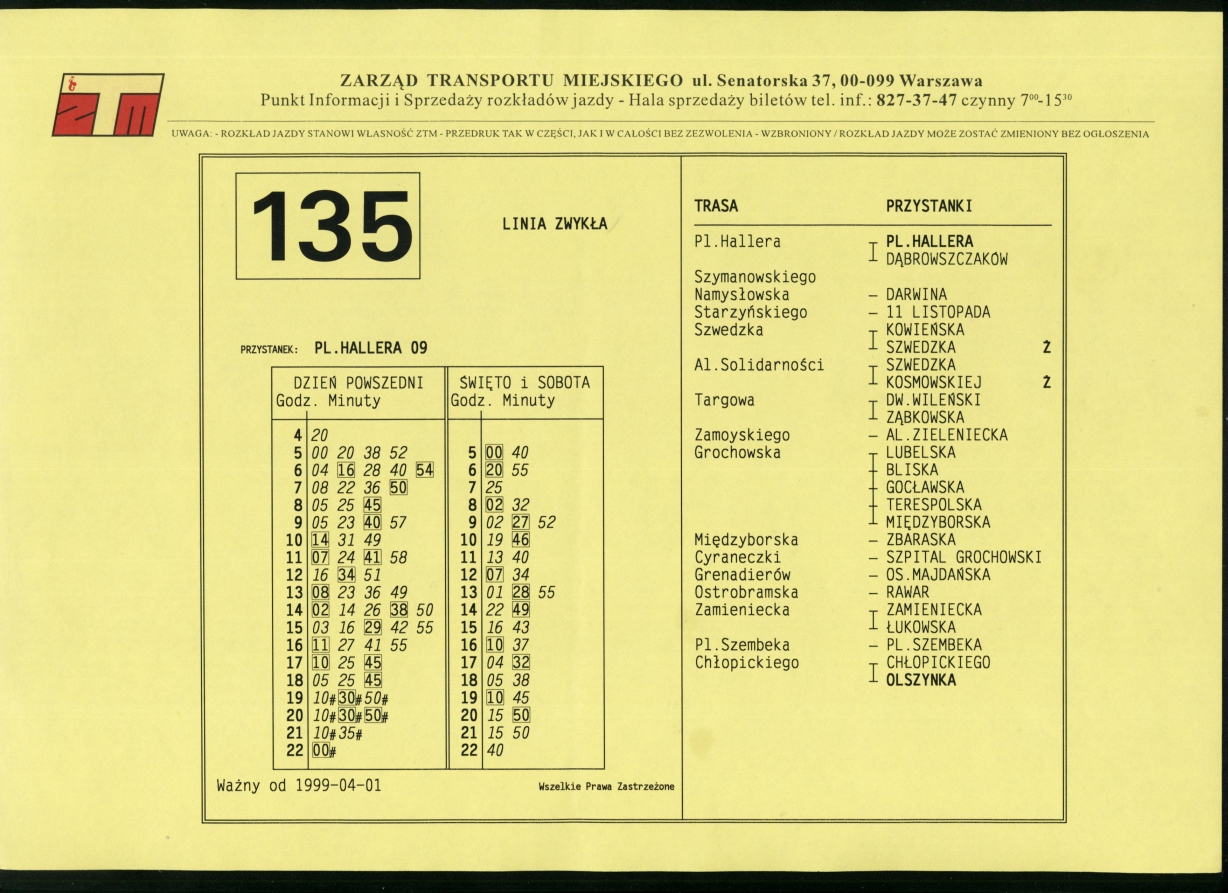 ZTM
ZARZĄD TRANSPORTU MIEJSKIEGO ul. Senatorska 37, 00-099 Warszawa
Punkt Informacji i Sprzedaży rozkładów jazdy - Hala sprzedaży biletów tel. inf.: 827-37-47 czynny 7⁰⁰-15³⁰
UWAGA: - ROZKŁAD JAZDY STANOWI WŁASNOŚĆ ZTM - PRZEDRUK TAK W CZĘŚCI, JAK I W CAŁOŚCI BEZ ZEZWOLENIA - WZBRONIONY / ROZKŁAD JAZDY MOŻE ZOSTAĆ ZMIENIONY BEZ OGŁOSZENIA
135
LINIA ZWYKŁA
PRZYSTANEK: PL.HALLERA 09
DZIEŃ POWSZEDNI
Godz. Minuty
4 20
5 00 20 38 52
6 04 16 28 40 54
7 08 22 36 50
8 05 25 45
9 05 23 40 57
10 14 31 49
11 07 24 41 58
12 16 34 51
13 08 23 36 49
14 02 14 26 38 50
15 03 16 29 42 55
16 11 27 41 55
17 10 25 45
18 05 25 45
19 10# 30# 50#
20 10# 30# 50#
21 10# 35#
22 00#
ŚWIĘTO i SOBOTA
Godz. Minuty
5 00 40
6 20 55
7 25
8 02 32
9 02 27 52
10 19 46
11 13 40
12 07 34
13 01 28 55
14 22 49
15 16 43
16 10 37
17 04 32
18 05 38
19 10 45
20 15 50
21 15 50
22 40
Ważny od 1999-04-01
Wszelkie Prawa Zastrzeżone
TRASA PRZYSTANKI
Pl.Hallera PL.HALLERA
DĄBROWSZCZAKÓW
Szymanowskiego
Namysłowska – DARWINA
Starzyńskiego – 11 LISTOPADA
Szwedzka KOWIEŃSKA
SZWEDZKA Ż
Al.Solidarności SZWEDZKA
KOSMOWSKIEJ Ż
Targowa DW.WILEŃSKI
ZĄBKOWSKA
Zamoyskiego – AL.ZIELENIECKA
Grochowska LUBELSKA
BLISKA
GOCŁAWSKA
TERESPOLSKA
MIĘDZYBORSKA
Międzyborska – ZBARASKA
Cyraneczki – SZPITAL GROCHOWSKI
Grenadierów – OS.MAJDAŃSKA
Ostrobramska – RAWAR
Zamieniecka ZAMIENIECKA
ŁUKOWSKA
Pl.Szembeka – PL.SZEMBEKA
Chłopickiego CHŁOPICKIEGO
OLSZYNKA